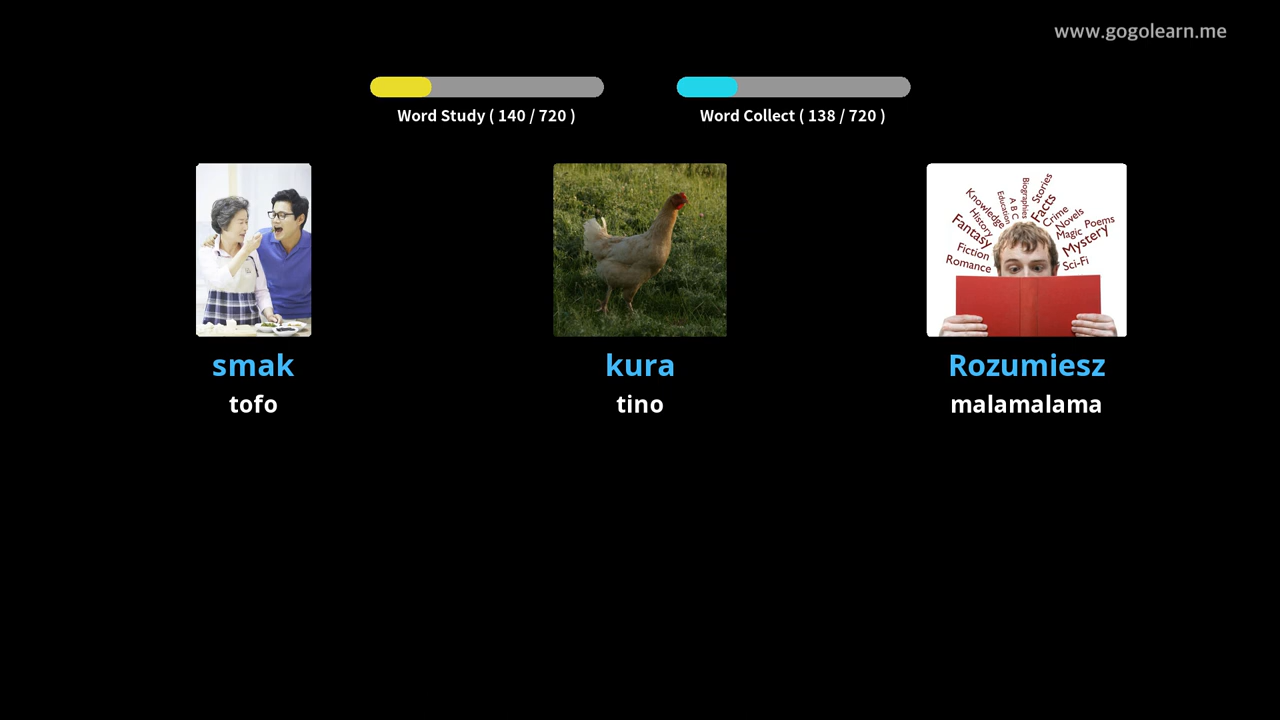 www.gogolearn.me
Word Study ( 140 / 720 )
Word Collect ( 138 / 720 )
Stories
Biographies
Facts
Knowledge
Education
A B C
Crime
Novels
History
Magic
Poems
Fantasy
Mystery
Fiction
Romance
Sci-Fi
smak
kura
Rozumiesz
tofo
tino
malamalama